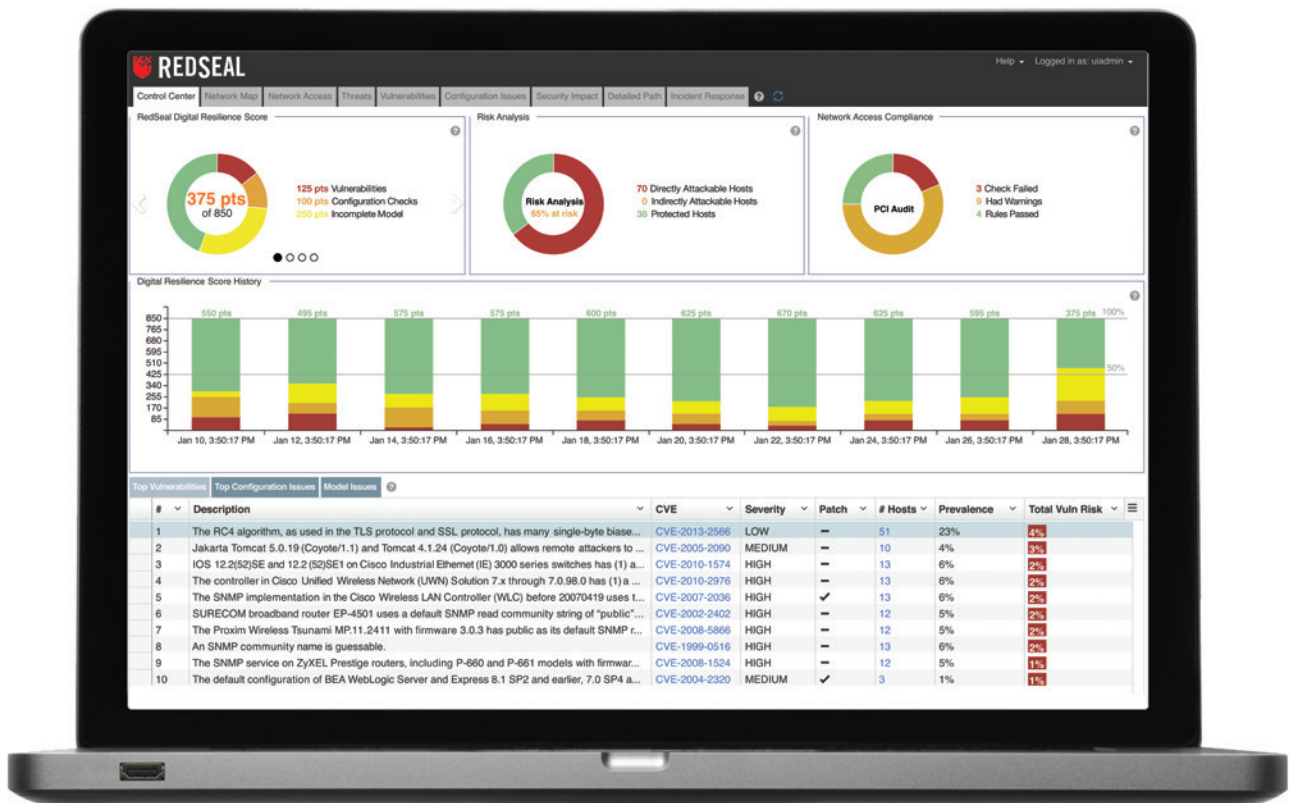 REDSEAL
Help Logged in as: uiadmin
Control Center Network Map Network Access Threats Vulnerabilities Configuration Issues Security Impact Detailed Path Incident Response
RedSeal Digital Resilience Score
375 pts
of 850
125 pts Vulnerabilities
100 pts Configuration Checks
250 pts Incomplete Model
Risk Analysis
Risk Analysis
65% at risk
70 Directly Attackable Hosts
0 Indirectly Attackable Hosts
38 Protected Hosts
Network Access Compliance
PCI Audit
3 Check Failed
9 Had Warnings
4 Rules Passed
Digital Resilience Score History
550 pts 495 pts 575 pts 575 pts 600 pts 625 pts 670 pts 625 pts 595 pts 375 pts 100%
850
765
680
595
510
425 50%
340
255
170
85
Jan 10, 3:50:17 PM Jan 12, 3:50:17 PM Jan 14, 3:50:17 PM Jan 16, 3:50:17 PM Jan 18, 3:50:17 PM Jan 20, 3:50:17 PM Jan 22, 3:50:17 PM Jan 24, 3:50:17 PM Jan 26, 3:50:17 PM Jan 28, 3:50:17 PM
Top Vulnerabilities Top Configuration Issues Model Issues
# Description CVE Severity Patch # Hosts Prevalence Total Vuln Risk
1 The RC4 algorithm, as used in the TLS protocol and SSL protocol, has many single-byte biase... CVE-2013-2566 LOW – 51 23% 4%
2 Jakarta Tomcat 5.0.19 (Coyote/1.1) and Tomcat 4.1.24 (Coyote/1.0) allows remote attackers to ... CVE-2005-2090 MEDIUM – 10 4% 3%
3 IOS 12.2(52)SE and 12.2 (52)SE1 on Cisco Industrial Ethernet (IE) 3000 series switches has (1) a... CVE-2010-1574 HIGH – 13 6% 2%
4 The controller in Cisco Unified Wireless Network (UWN) Solution 7.x through 7.0.98.0 has (1) a ... CVE-2010-2976 HIGH – 13 6% 2%
5 The SNMP implementation in the Cisco Wireless LAN Controller (WLC) before 20070419 uses t... CVE-2007-2036 HIGH ✓ 13 6% 2%
6 SURECOM broadband router EP-4501 uses a default SNMP read community string of "public"... CVE-2002-2402 HIGH – 12 5% 2%
7 The Proxim Wireless Tsunami MP.11.2411 with firmware 3.0.3 has public as its default SNMP r... CVE-2008-5866 HIGH – 12 5% 2%
8 An SNMP community name is guessable. CVE-1999-0516 HIGH – 13 6% 2%
9 The SNMP service on ZyXEL Prestige routers, including P-660 and P-661 models with firmwar... CVE-2008-1524 HIGH – 12 5% 1%
10 The default configuration of BEA WebLogic Server and Express 8.1 SP2 and earlier, 7.0 SP4 a... CVE-2004-2320 MEDIUM ✓ 3 1% 1%